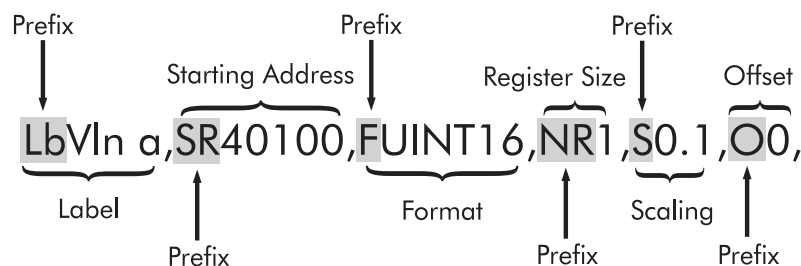 Prefix Prefix Prefix
Starting Address Register Size Offset
LbVln a,SR40100,FUINT16,NR1,S0.1,O0,
Label Format Scaling
Prefix Prefix Prefix